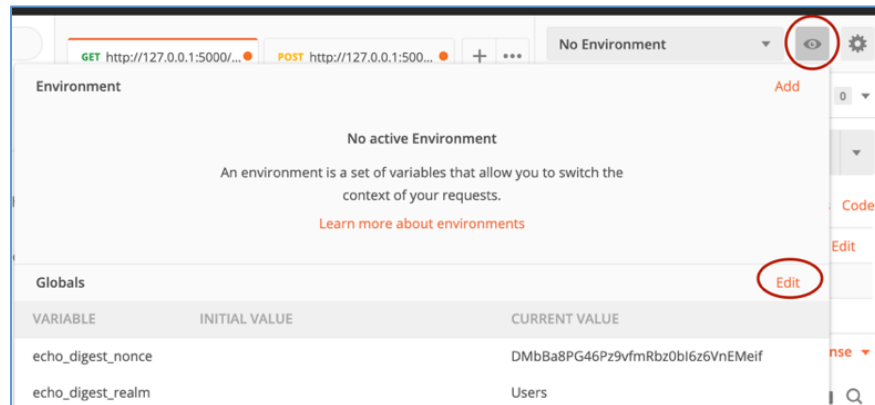 GET http://127.0.0.1:5000/... POST http://127.0.0.1:500... + ••• No Environment
Environment Add
0
No active Environment
An environment is a set of variables that allow you to switch the
context of your requests.
Code
Learn more about environments
Edit
Globals Edit
VARIABLE INITIAL VALUE CURRENT VALUE
echo_digest_nonce DMbBa8PG46Pz9vfmRbz0bI6z6VnEMeif
nse
echo_digest_realm Users